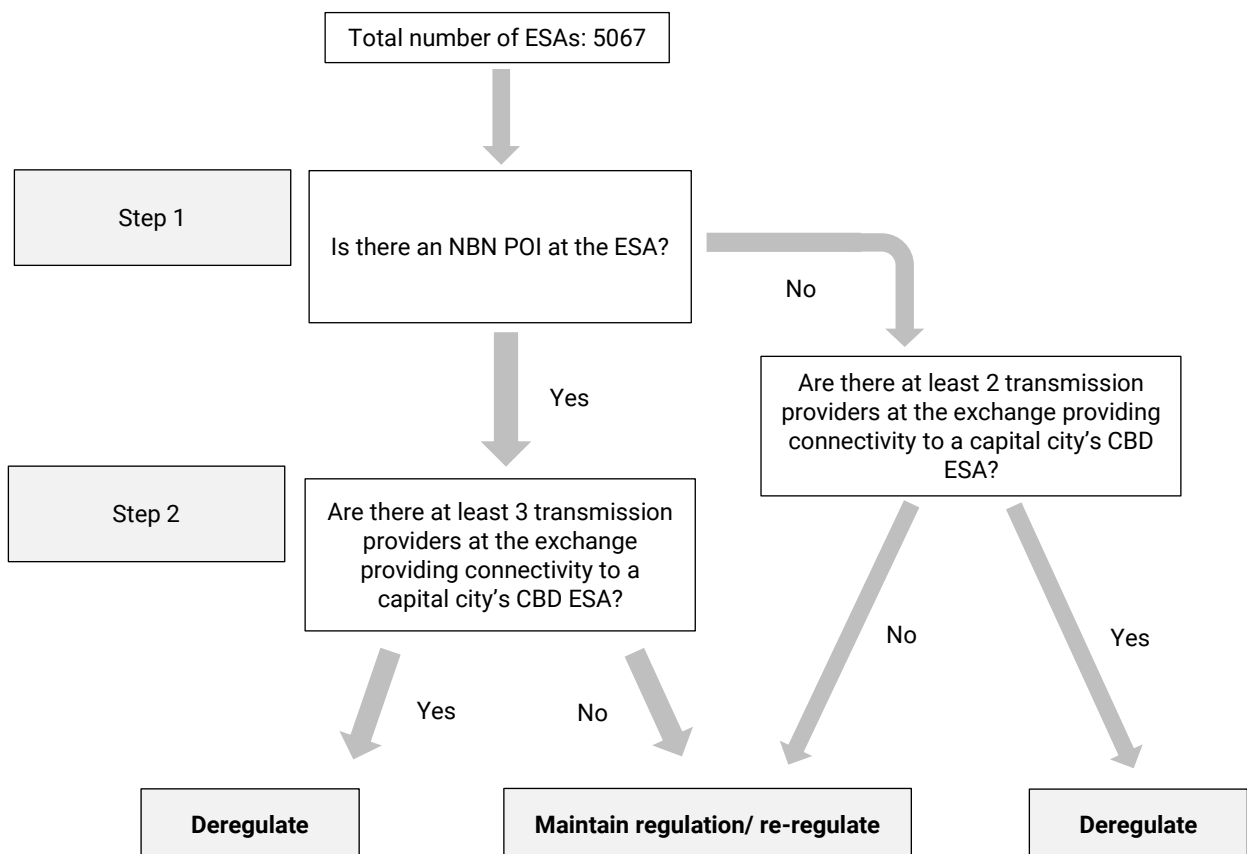 Total number of ESAs: 5067
Step 1
Is there an NBN POI at the ESA?
No
Yes
Are there at least 2 transmission
providers at the exchange providing
connectivity to a capital city’s CBD
ESA?
Step 2
Are there at least 3 transmission
providers at the exchange
providing connectivity to a
capital city’s CBD ESA?
Yes
No
No
Yes
Deregulate
Maintain regulation/ re-regulate
Deregulate